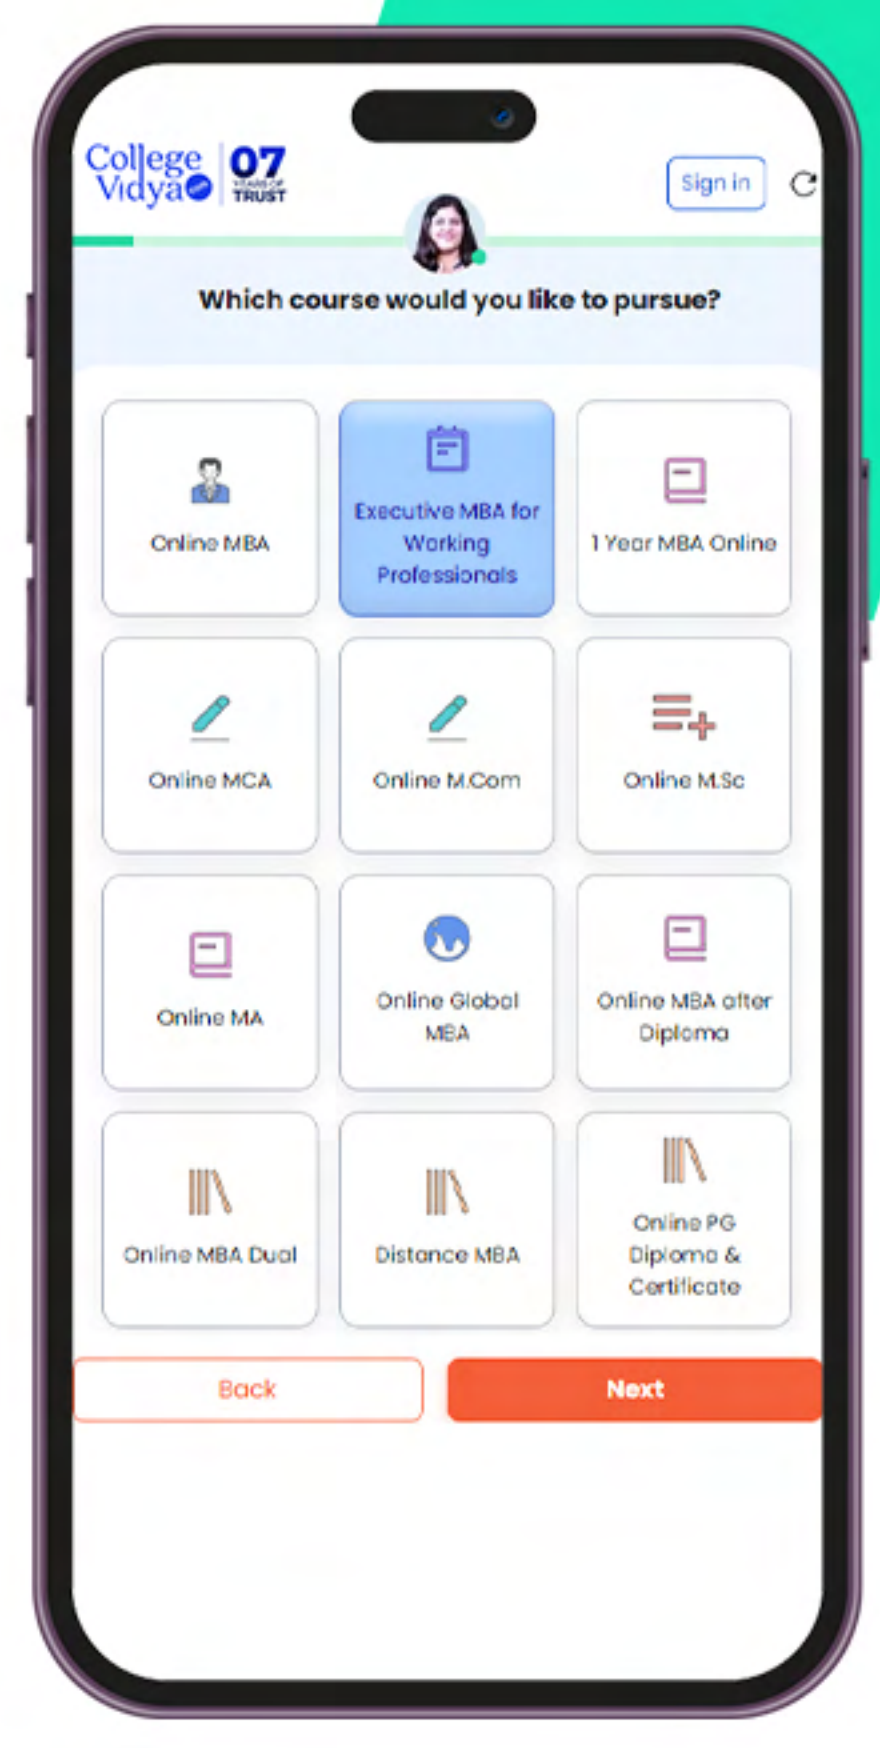 College
Vidya
07
YEARS OF
TRUST
Sign in
Which course would you like to pursue?
Online MBA
Executive MBA for
Working
Professionals
1 Year MBA Online
Online MCA
Online M.Com
Online M.Sc
Online MA
Online Global
MBA
Online MBA after
Diploma
Online MBA Dual
Distance MBA
Online PG
Diploma &
Certificate
Back
Next